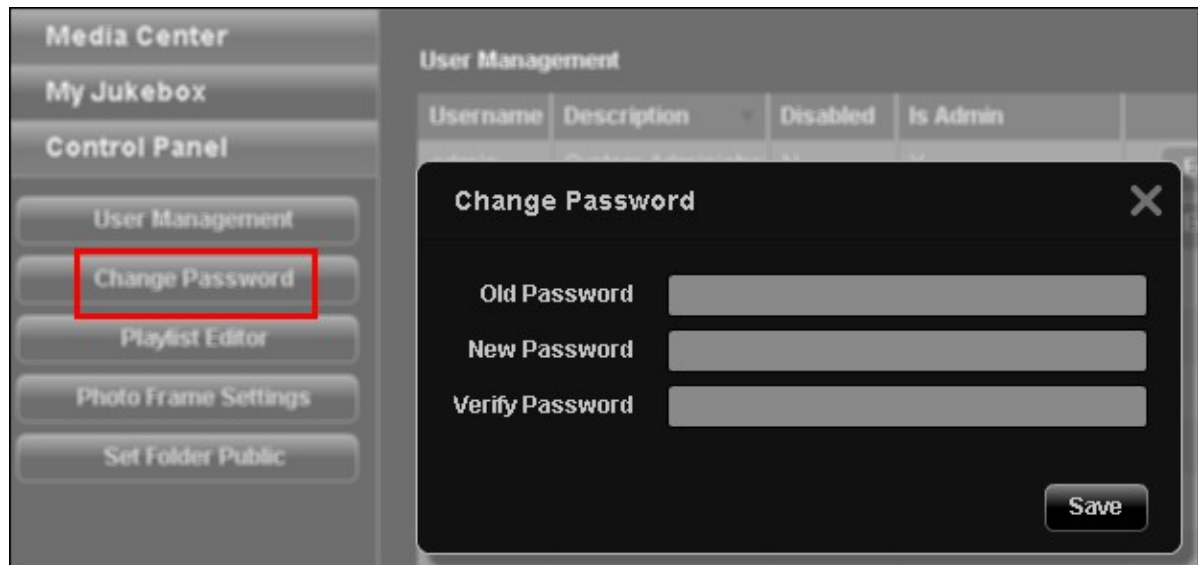 Media Center
My Jukebox
Control Panel
User Management
Change Password
Playlist Editor
Photo Frame Settings
Set Folder Public
User Management
Username Description Disabled Is Admin
Change Password
Old Password
New Password
Verify Password
Save